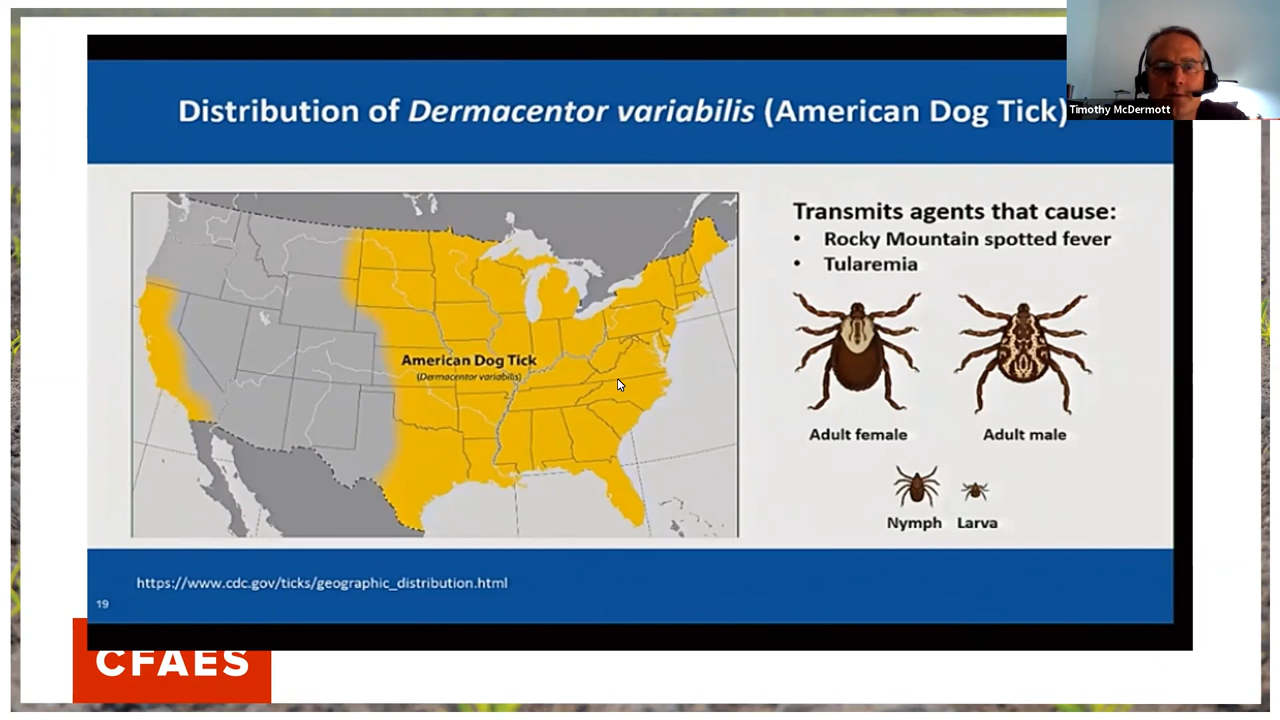 Timothy McDermott
Distribution of Dermacentor variabilis (American Dog Tick)
American Dog Tick
(Dermacentor variabilis)
Transmits agents that cause:
• Rocky Mountain spotted fever
• Tularemia
Adult female
Adult male
Nymph
Larva
https://www.cdc.gov/ticks/geographic_distribution.html
19
CFAES